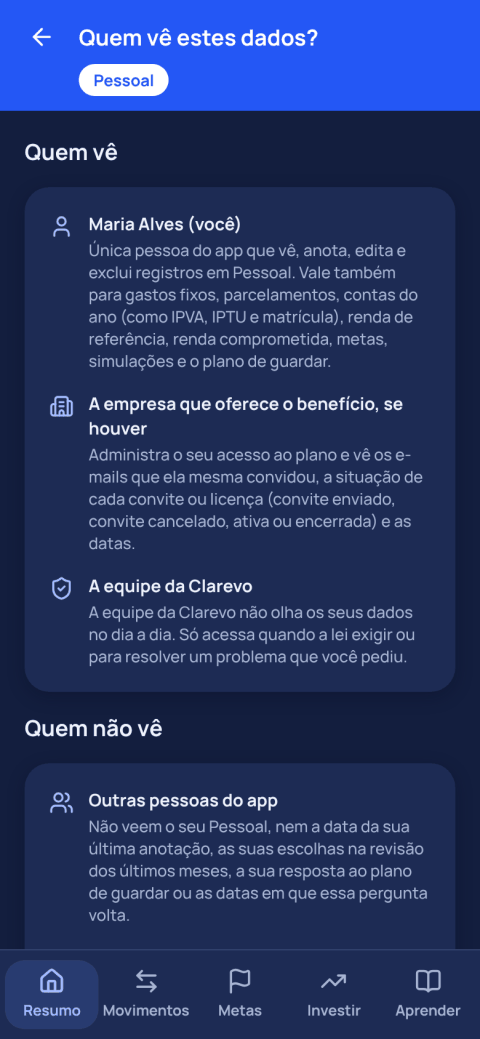 Quem vê estes dados?
Pessoal
Quem vê
Maria Alves (você)
Única pessoa do app que vê, anota, edita e
exclui registros em Pessoal. Vale também
para gastos fixos, parcelamentos, contas do
ano (como IPVA, IPTU e matrícula), renda de
referência, renda comprometida, metas,
simulações e o plano de guardar.
A empresa que oferece o benefício, se
houver
Administra o seu acesso ao plano e vê os e-
mails que ela mesma convidou, a situação de
cada convite ou licença (convite enviado,
convite cancelado, ativa ou encerrada) e as
datas.
A equipe da Clarevo
A equipe da Clarevo não olha os seus dados
no dia a dia. Só acessa quando a lei exigir ou
para resolver um problema que você pediu.
Quem não vê
Outras pessoas do app
Não veem o seu Pessoal, nem a data da sua
última anotação, as suas escolhas na revisão
dos últimos meses, a sua resposta ao plano
de guardar ou as datas em que essa pergunta
volta.
Resumo
Movimentos
Metas
Investir
Aprender